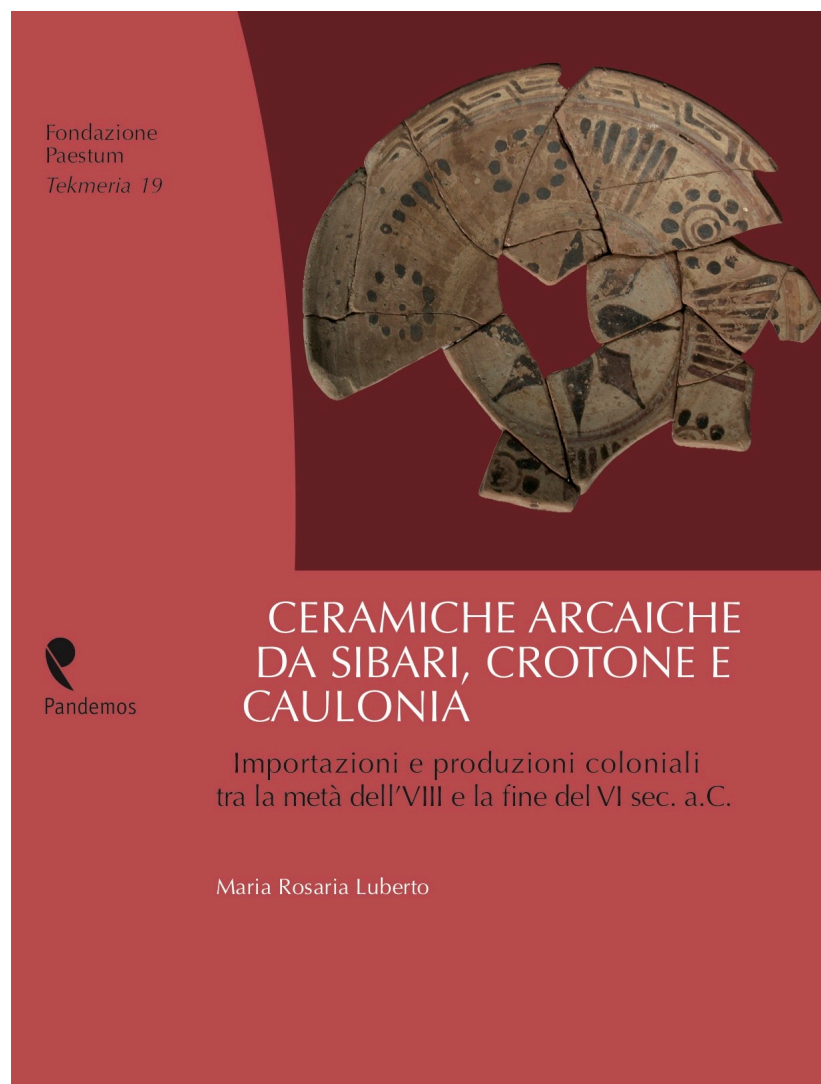 Fondazione
Paestum
Tekmeria 19
CERAMICHE ARCAICHE
DA SIBARI, CROTONE E
CAULONIA
Pandemos
Importazioni e produzioni coloniali
tra la metà dell'VIII e la fine del VI sec. a.C.
Maria Rosaria Luberto